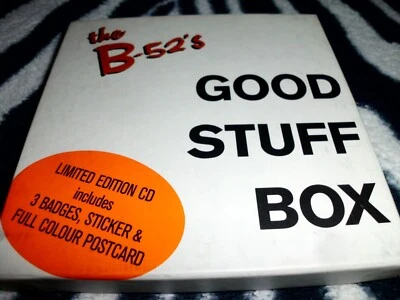 the
B-52's
GOOD
STUFF
BOX
LIMITED EDITION CD
includes
3 BADGES, STICKER &
FULL COLOUR POSTCARD